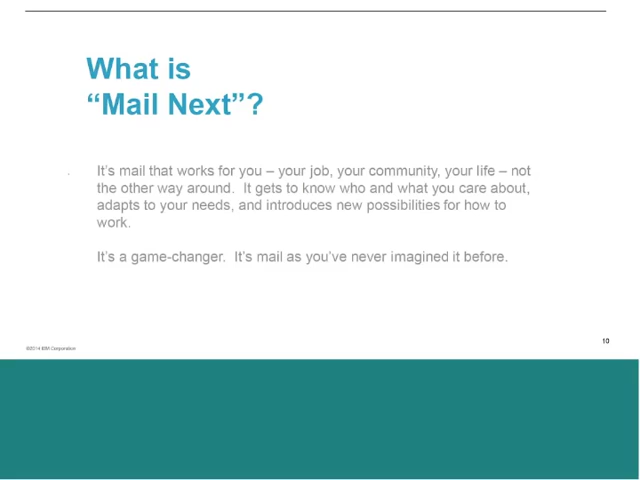 What is
“Mail Next”?
It’s mail that works for you – your job, your community, your life – not
the other way around.  It gets to know who and what you care about,
adapts to your needs, and introduces new possibilities for how to
work.
It’s a game-changer.  It’s mail as you’ve never imagined it before.
10
©2014 IBM Corporation